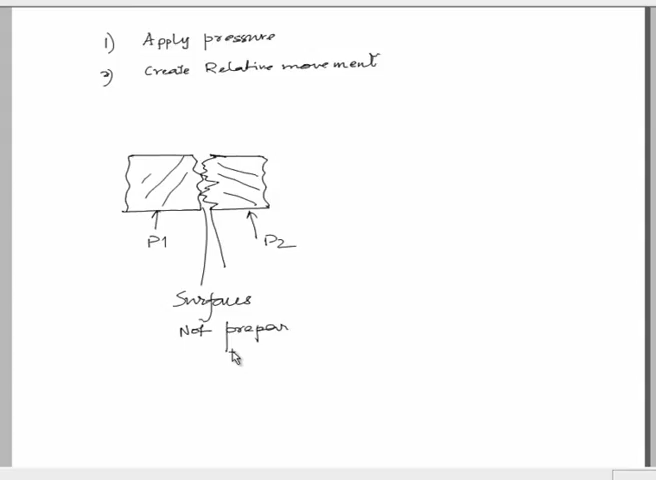 1) Apply pressure
2) Create Relative movement
P1
P2
Surfaces
Not prepar